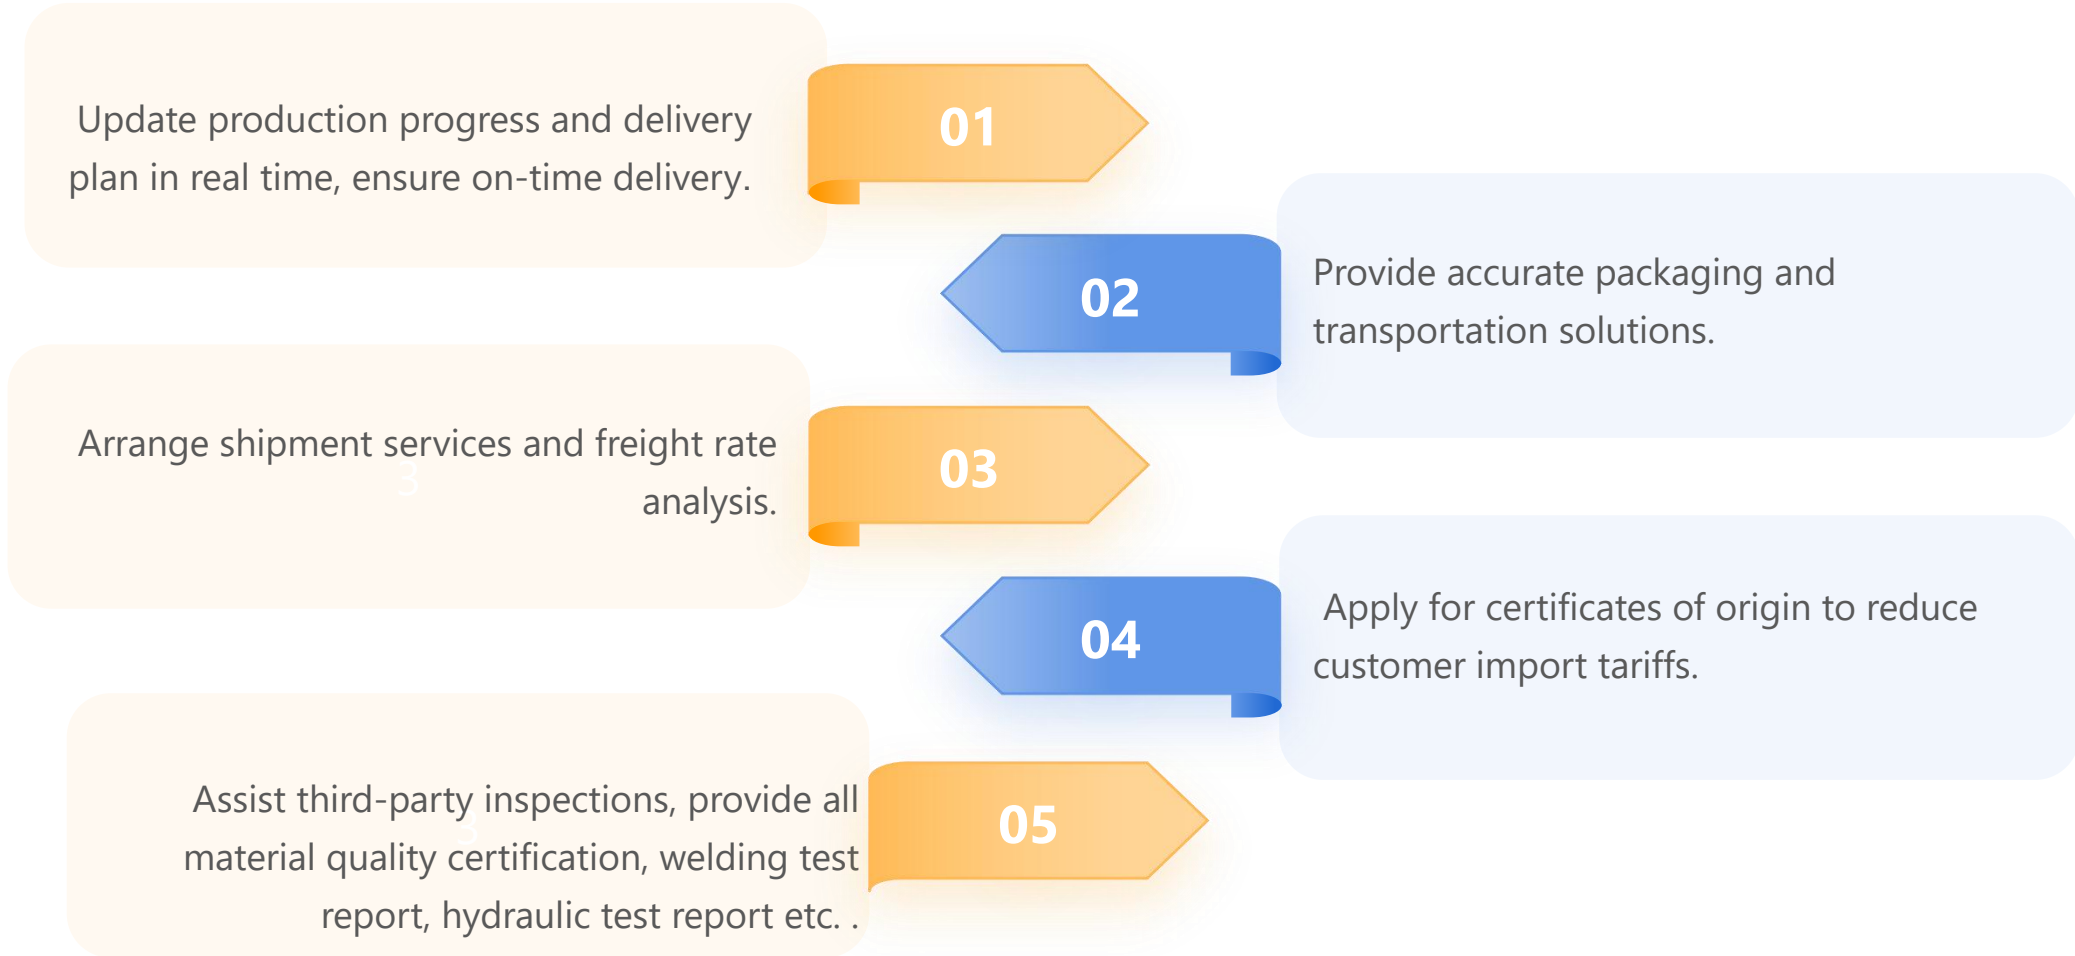 Update production progress and delivery
plan in real time, ensure on-time delivery.
01
02
Provide accurate packaging and
transportation solutions.
Arrange shipment services and freight rate
3
analysis.
03
04
Apply for certificates of origin to reduce
customer import tariffs.
Assist third-party inspections, provide all
3
material quality certification, welding test
report, hydraulic test report etc. .
05